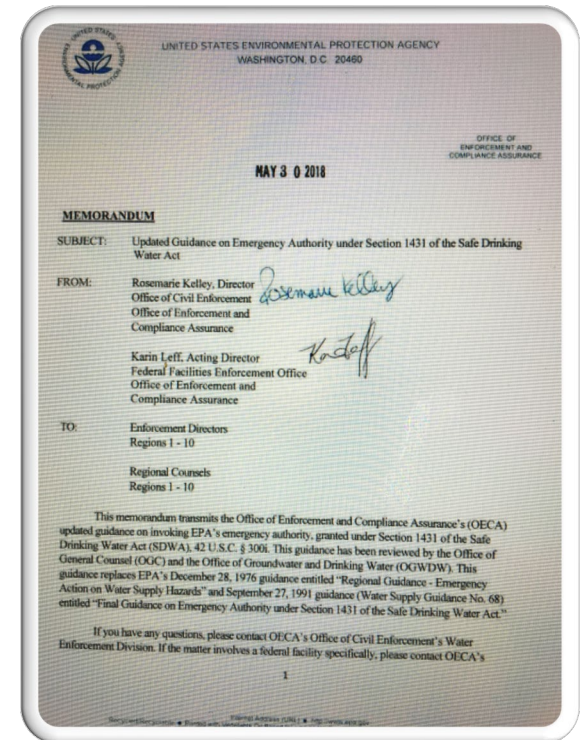 UNITED STATES ENVIRONMENTAL PROTECTION AGENCY
WASHINGTON, D.C. 20460
OFFICE OF
ENFORCEMENT AND
COMPLIANCE ASSURANCE
MAY 3 0 2018
MEMORANDUM
SUBJECT: Updated Guidance on Emergency Authority under Section 1431 of the Safe Drinking
Water Act
FROM: Rosemarie Kelley, Director
Office of Civil Enforcement Rosemarie Kelley
Office of Enforcement and
Compliance Assurance
Karin Leff, Acting Director
Federal Facilities Enforcement Office
Office of Enforcement and
Compliance Assurance
TO: Enforcement Directors
Regions 1 - 10
Regional Counsels
Regions 1 - 10
This memorandum transmits the Office of Enforcement and Compliance Assurance's (OECA)
updated guidance on invoking EPA's emergency authority, granted under Section 1431 of the Safe
Drinking Water Act (SDWA), 42 U.S.C. § 300i. This guidance has been reviewed by the Office of
General Counsel (OGC) and the Office of Groundwater and Drinking Water (OGWDW). This
guidance replaces EPA's December 28, 1976 guidance entitled "Regional Guidance - Emergency
Action on Water Supply Hazards" and September 27, 1991 guidance (Water Supply Guidance No. 68)
entitled "Final Guidance on Emergency Authority under Section 1431 of the Safe Drinking Water Act."
If you have any questions, please contact OECA's Office of Civil Enforcement's Water
Enforcement Division. If the matter involves a federal facility specifically, please contact OECA's
1
Internet Address (URL) • http://www.epa.gov